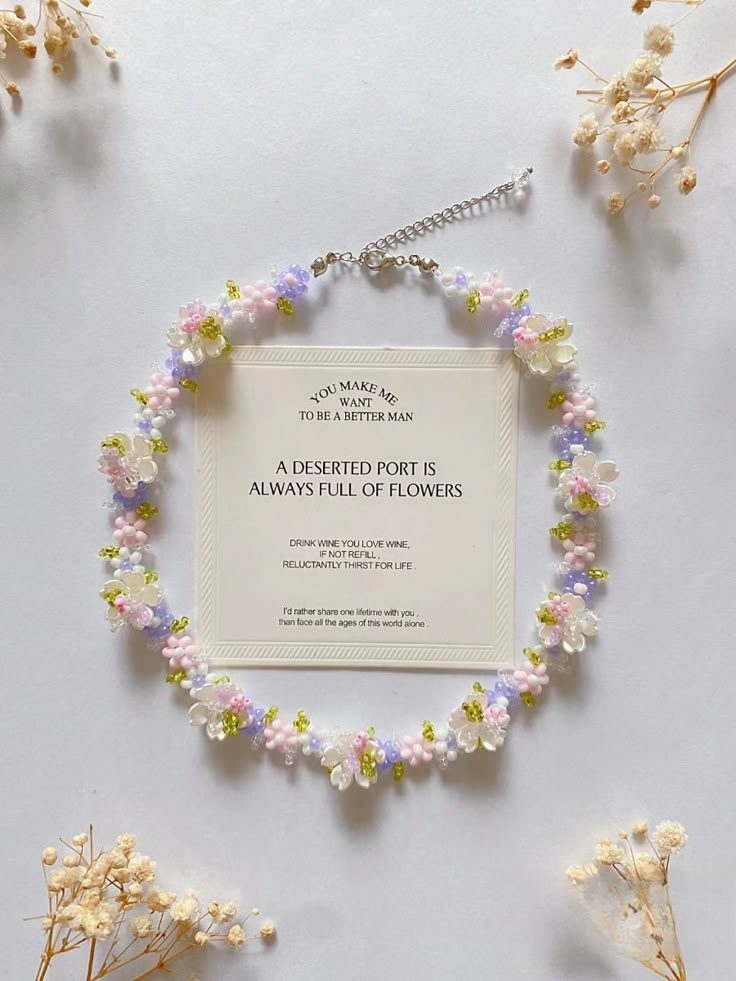 YOU MAKE ME
WANT
TO BE A BETTER MAN
A DESERTED PORT IS
ALWAYS FULL OF FLOWERS
DRINK WINE YOU LOVE WINE,
IF NOT REFILL ,
RELUCTANTLY THIRST FOR LIFE .
I'd rather share one lifetime with you ,
than face all the ages of this world alone .